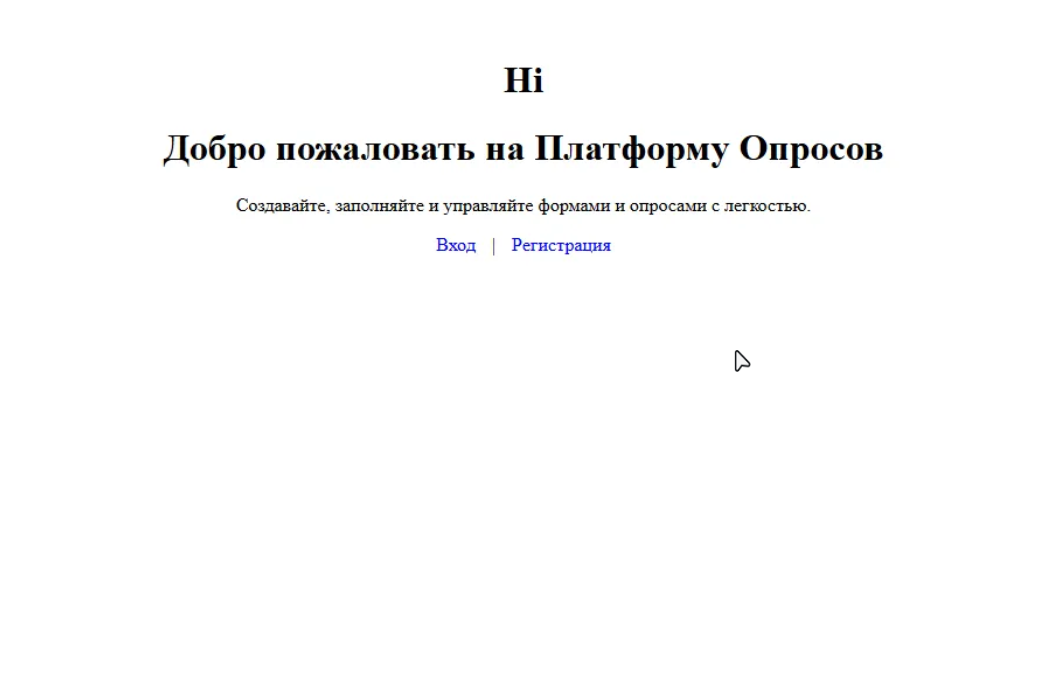 Hi
Добро пожаловать на Платформу Опросов
Создавайте, заполняйте и управляйте формами и опросами с легкостью.
Вход | Регистрация